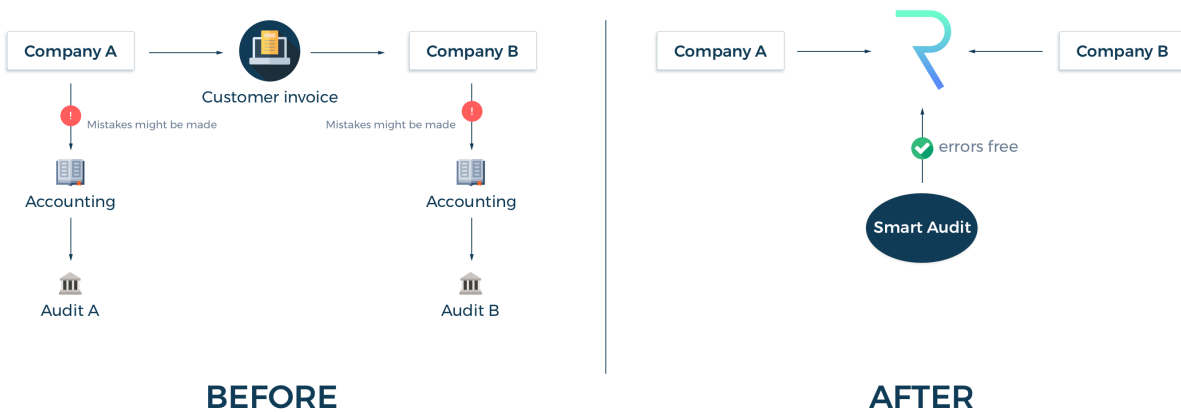 Company A
Customer invoice
Company B
!
Mistakes might be made
Mistakes might be made
!
Accounting
Accounting
Audit A
Audit B
BEFORE
Company A
Company B
errors free
Smart Audit
AFTER